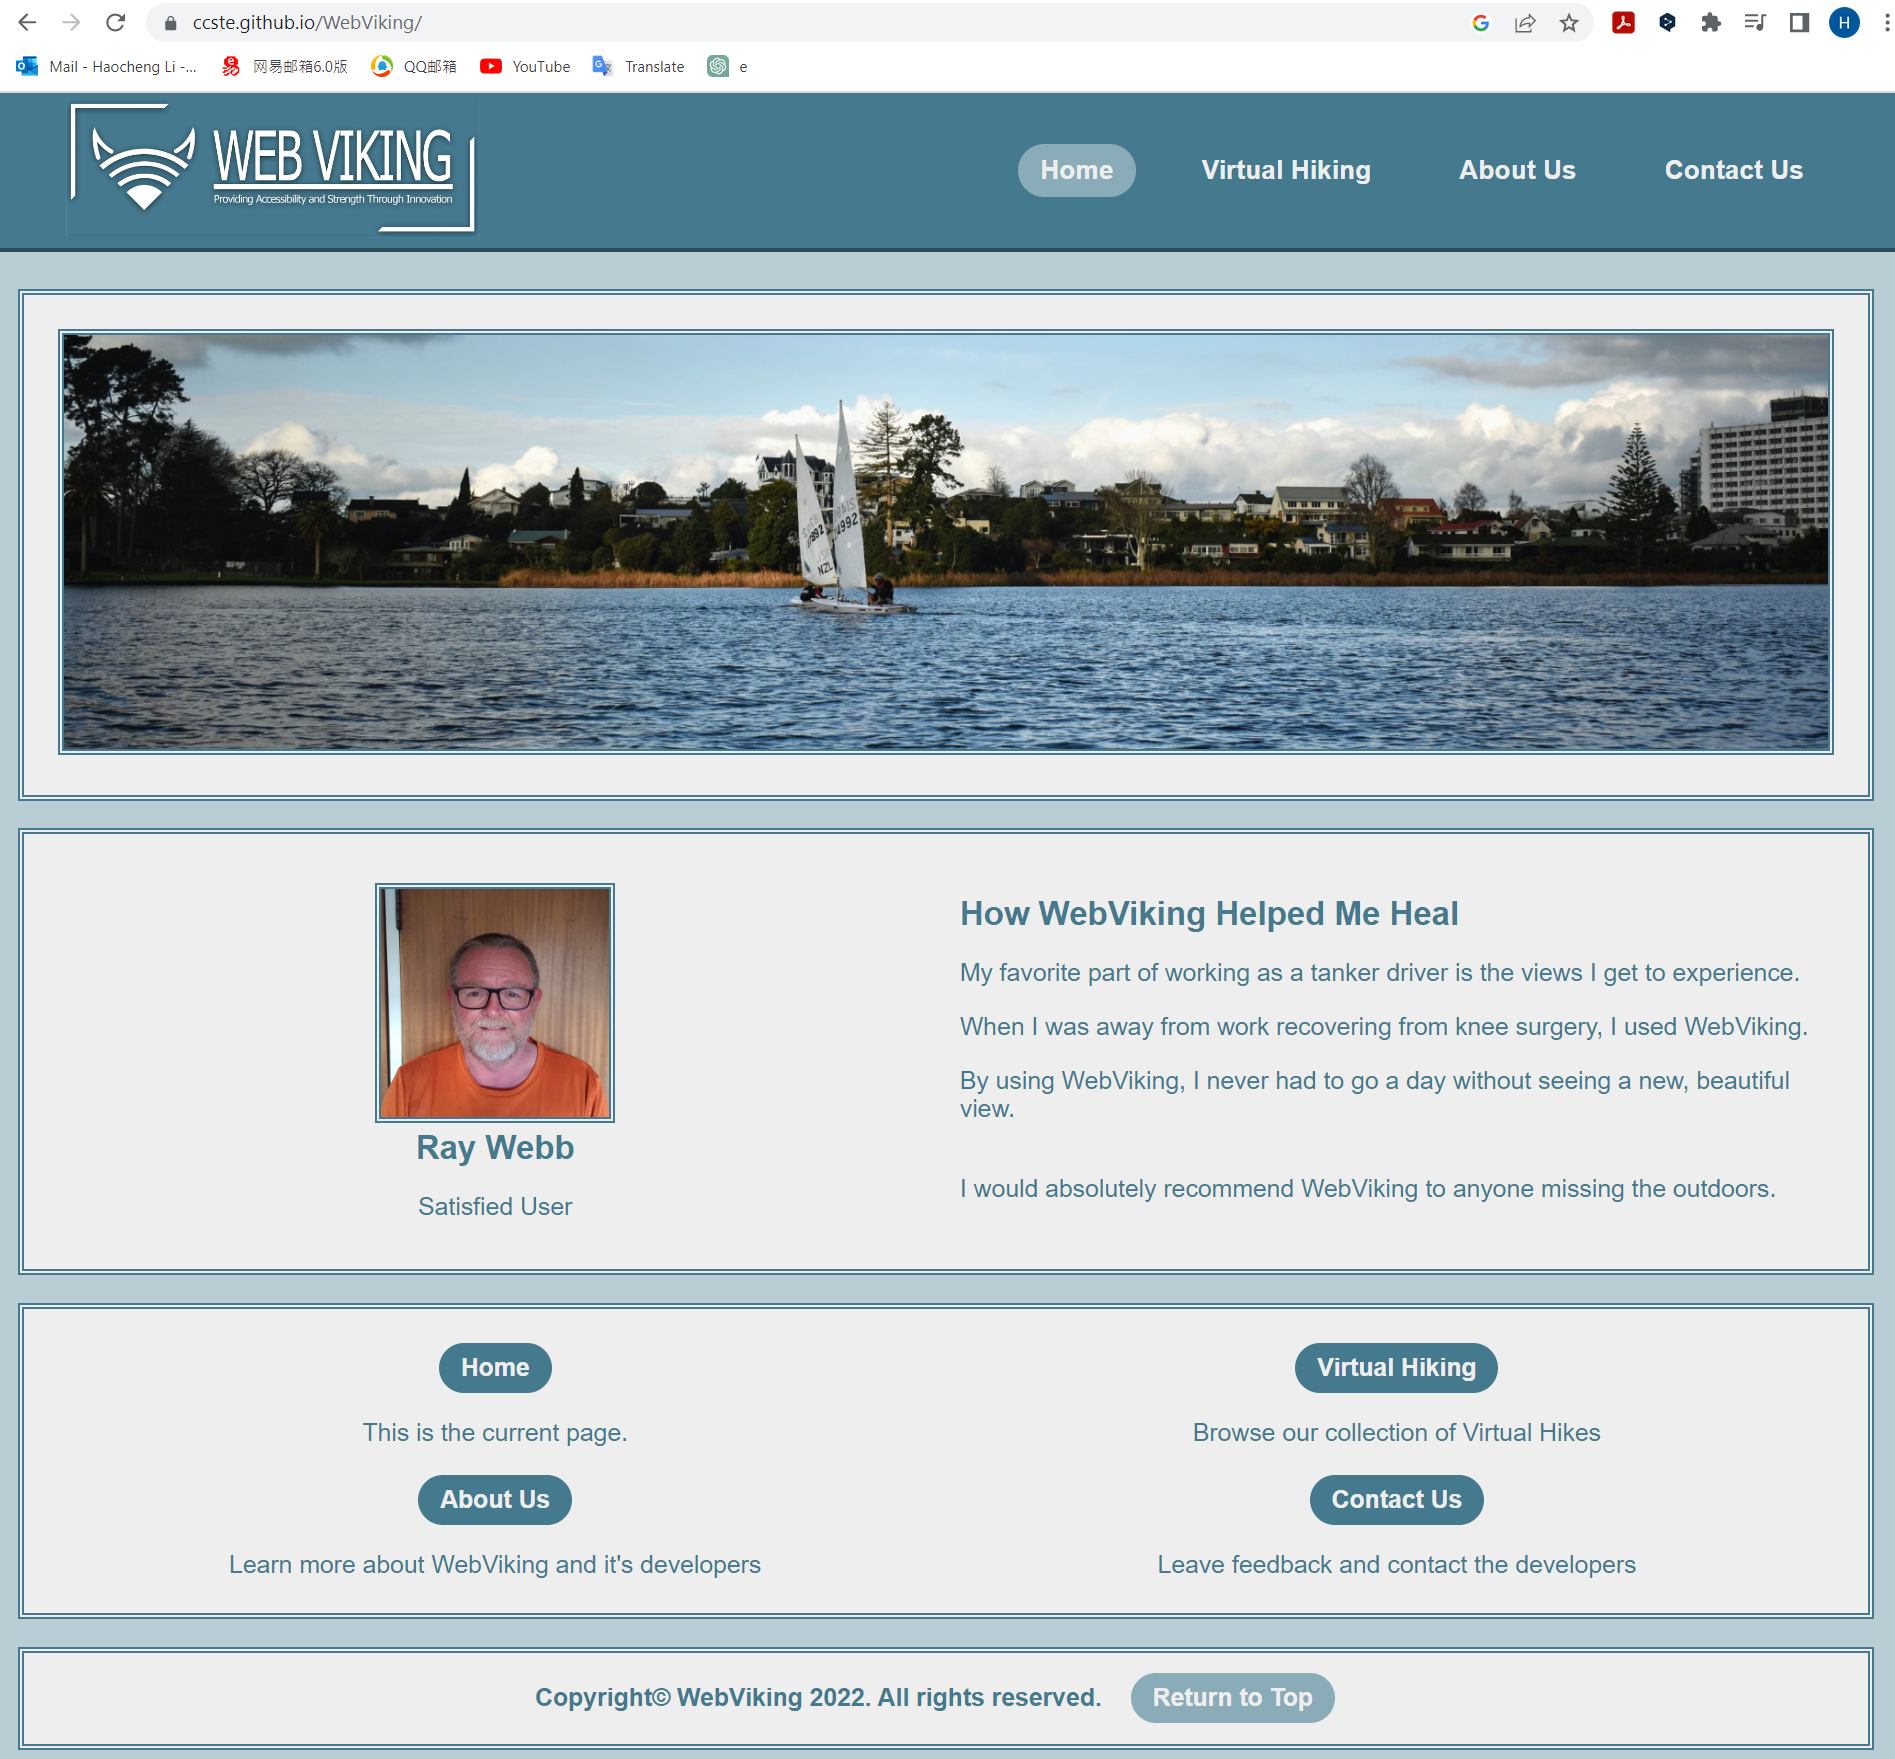 ccste.github.io/WebViking/
H
Mail - Haocheng Li -...
网易邮箱6.0版
QQ邮箱
YouTube
Translate
e
WEB VIKING
Providing Accessibility and Strength Through Innovation
Home
Virtual Hiking
About Us
Contact Us
1992
NZL
How WebViking Helped Me Heal
My favorite part of working as a tanker driver is the views I get to experience.
When I was away from work recovering from knee surgery, I used WebViking.
By using WebViking, I never had to go a day without seeing a new, beautiful
view.
I would absolutely recommend WebViking to anyone missing the outdoors.
Ray Webb
Satisfied User
Home
This is the current page.
Virtual Hiking
Browse our collection of Virtual Hikes
About Us
Learn more about WebViking and it's developers
Contact Us
Leave feedback and contact the developers
Copyright© WebViking 2022. All rights reserved.
Return to Top